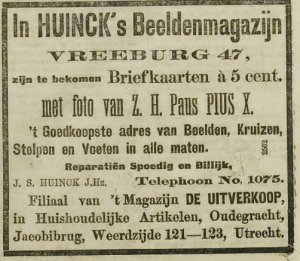 In HUINCK's Beeldenmagazijn
VREEBURG 47,
zijn te bekomen Briefkaarten à 5 cent.
met foto van Z. H. Paus PIUS X.
't Goedkoopste adres van Beelden, Kruizen,
Stolpen en Voeten in alle maten.
2501
Reparatiën Spoedig en Billijk,
J. S. HUINCK J.Hz. Telephoon No. 1075.
Filiaal van 't Magazijn DE UITVERKOOP,
in Huishoudelijke Artikelen, Oudegracht,
Jacobibrug, Weerdzijde 121—123, Utrecht.